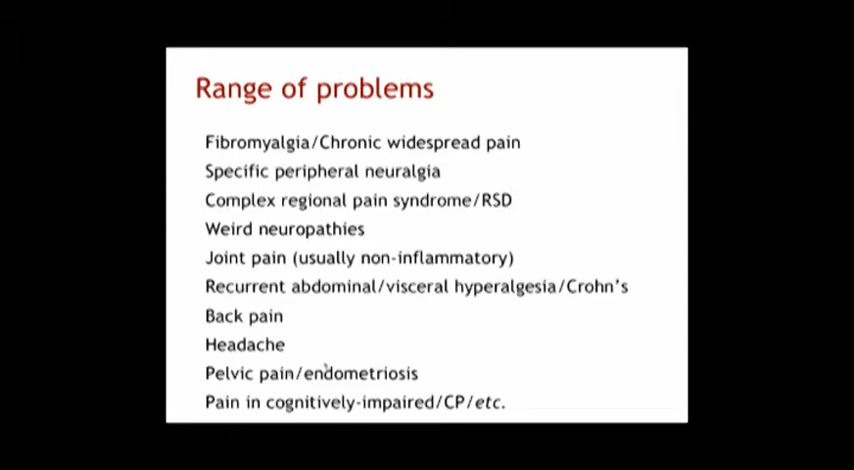 Range of problems
Fibromyalgia/Chronic widespread pain
Specific peripheral neuralgia
Complex regional pain syndrome/RSD
Weird neuropathies
Joint pain (usually non-inflammatory)
Recurrent abdominal/visceral hyperalgesia/Crohn's
Back pain
Headache
Pelvic pain/endometriosis
Pain in cognitively-impaired/CP/etc.